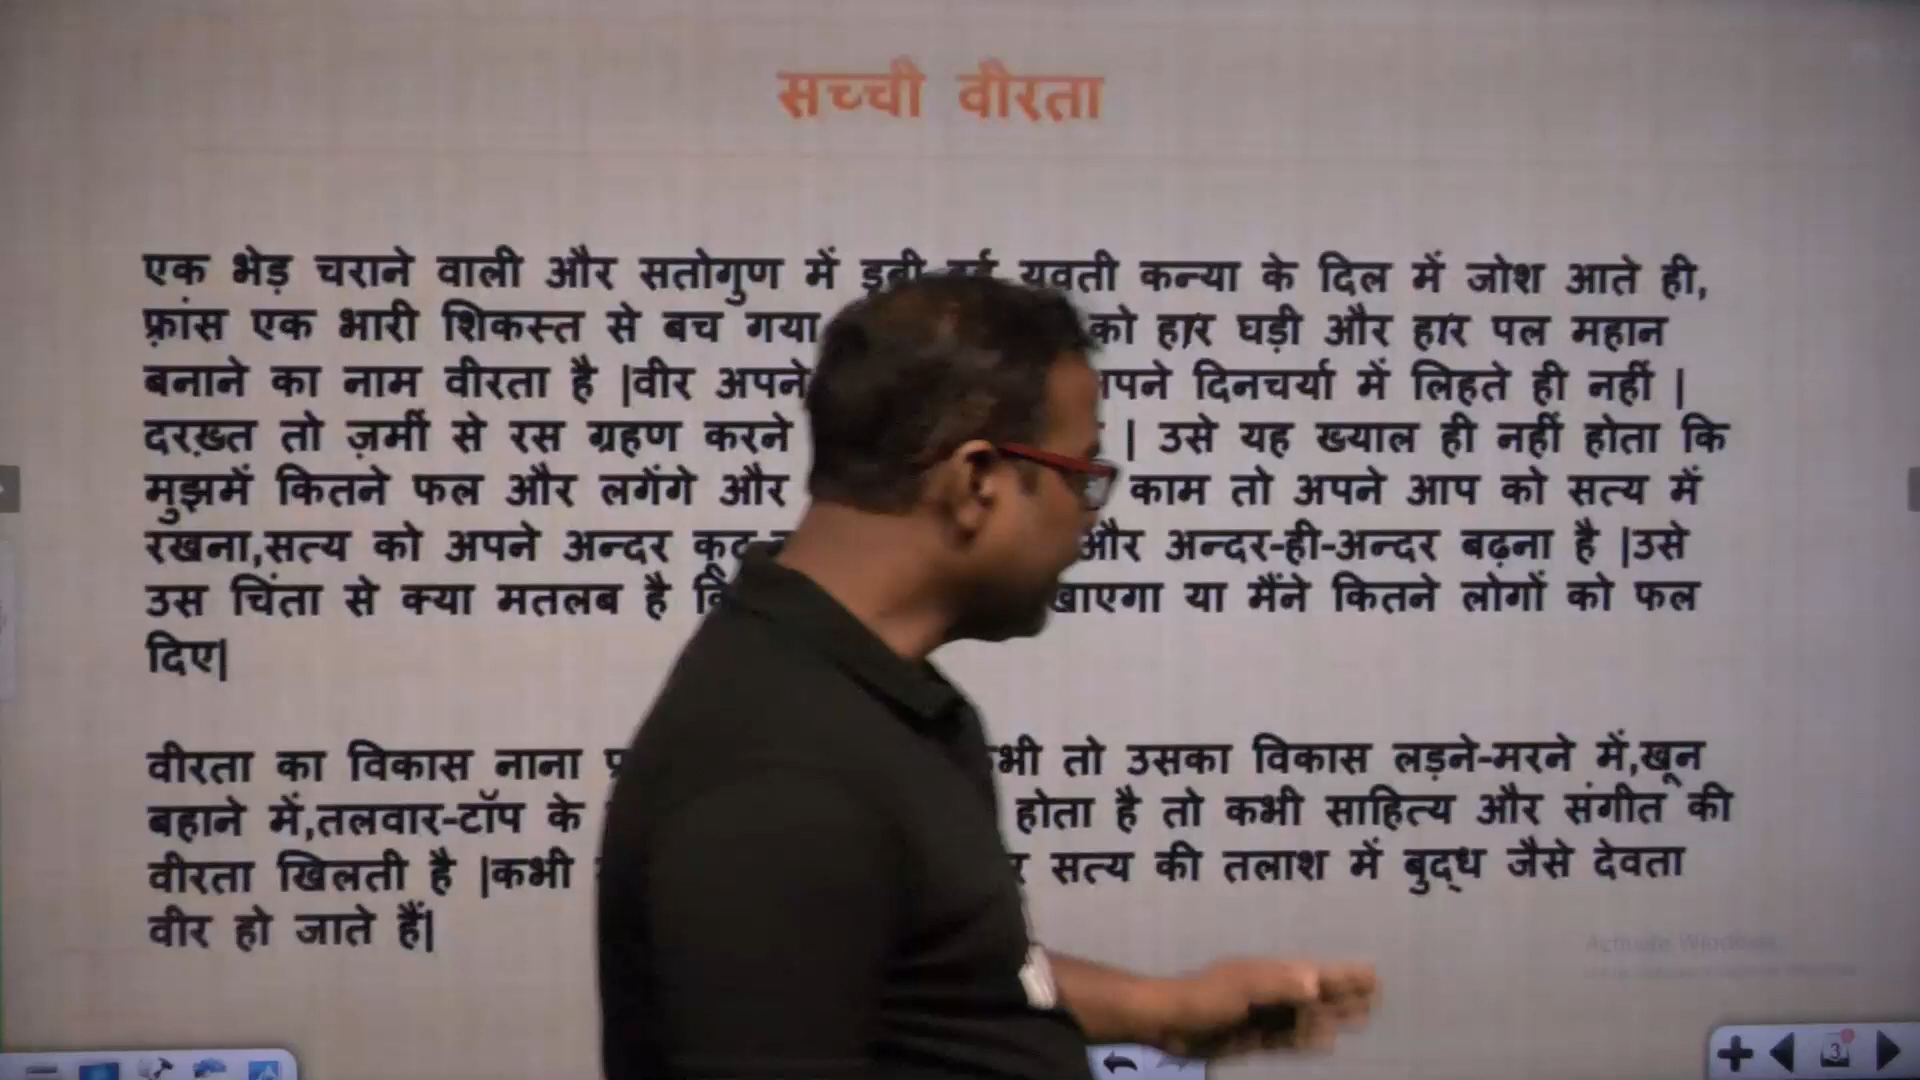 सच्ची वीरता
एक भेड़ चराने वाली और सतोगुण में युवती कन्या के दिल में जोश आते ही,
फ़्रांस एक भारी शिकस्त से बच गया को हार घड़ी और हार पल महान
बनाने का नाम वीरता है |वीर अपने दिनचर्या में लिहते ही नहीं |
दरख़्त तो ज़मीं से रस ग्रहण करने | उसे यह ख्याल ही नहीं होता कि
मुझमें कितने फल और लगेंगे और काम तो अपने आप को सत्य में
रखना,सत्य को अपने अन्दर और अन्दर-ही-अन्दर बढ़ना है |उसे
उस चिंता से क्या मतलब है खाएगा या मैंने कितने लोगों को फल
दिए|
वीरता का विकास नाना तो उसका विकास लड़ने-मरने में,खून
बहाने में,तलवार-टॉप के होता है तो कभी साहित्य और संगीत की
वीरता खिलती है |कभी सत्य की तलाश में बुद्ध जैसे देवता
वीर हो जाते हैं|
Activate Windows
3